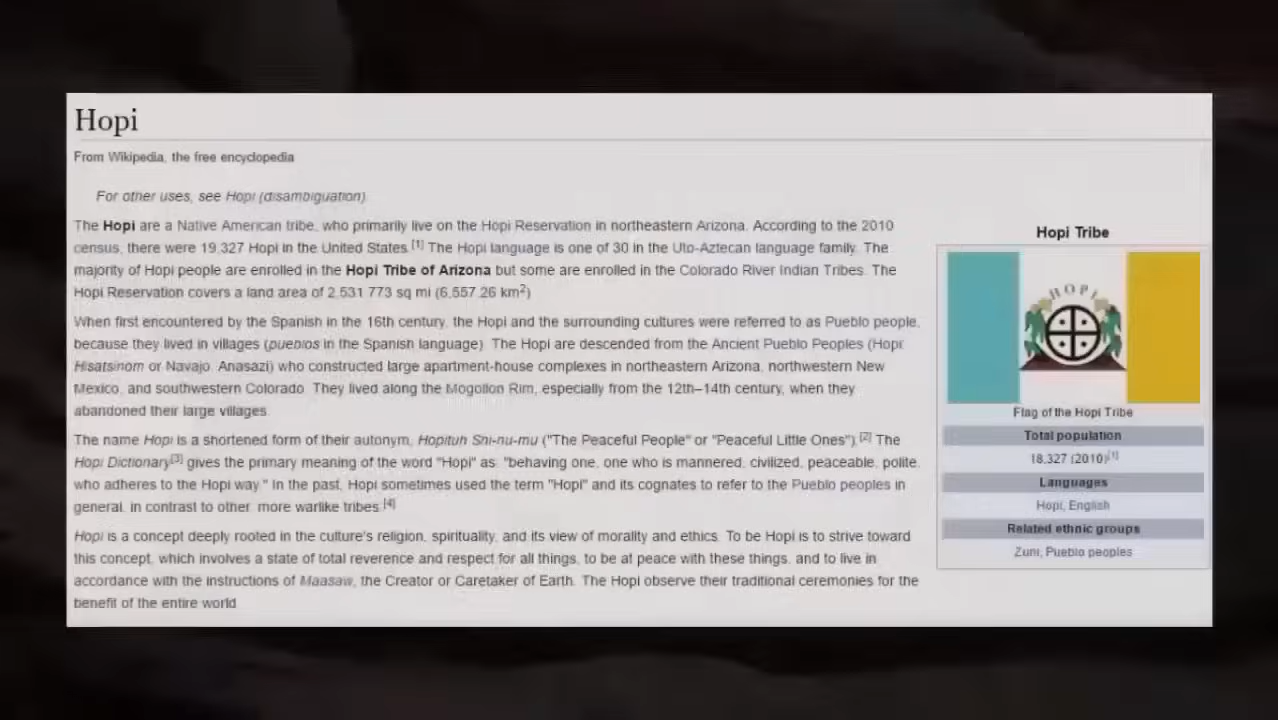 Hopi
From Wikipedia, the free encyclopedia
For other uses, see Hopi (disambiguation)
The Hopi are a Native American tribe, who primarily live on the Hopi Reservation in northeastern Arizona. According to the 2010
census, there were 19,327 Hopi in the United States.[1] The Hopi language is one of 30 in the Uto-Aztecan language family. The
majority of Hopi people are enrolled in the Hopi Tribe of Arizona but some are enrolled in the Colorado River Indian Tribes. The
Hopi Reservation covers a land area of 2,531.773 sq mi (6,557.26 km2)
When first encountered by the Spanish in the 16th century, the Hopi and the surrounding cultures were referred to as Pueblo people,
because they lived in villages (pueblos in the Spanish language). The Hopi are descended from the Ancient Pueblo Peoples (Hopi:
Hisatsinom or Navajo: Anasazi) who constructed large apartment-house complexes in northeastern Arizona, northwestern New
Mexico, and southwestern Colorado. They lived along the Mogollon Rim, especially from the 12th–14th century, when they
abandoned their large villages.
The name Hopi is a shortened form of their autonym, Hopituh Shi-nu-mu ("The Peaceful People" or "Peaceful Little Ones").[2] The
Hopi Dictionary[3] gives the primary meaning of the word "Hopi" as: "behaving one, one who is mannered, civilized, peaceable, polite,
who adheres to the Hopi way." In the past, Hopi sometimes used the term "Hopi" and its cognates to refer to the Pueblo peoples in
general, in contrast to other, more warlike tribes.[4]
Hopi is a concept deeply rooted in the culture's religion, spirituality, and its view of morality and ethics. To be Hopi is to strive toward
this concept, which involves a state of total reverence and respect for all things, to be at peace with these things, and to live in
accordance with the instructions of Maasaw, the Creator or Caretaker of Earth. The Hopi observe their traditional ceremonies for the
benefit of the entire world.
Hopi Tribe
HOPI
Flag of the Hopi Tribe
Total population
18,327 (2010)[1]
Languages
Hopi, English
Related ethnic groups
Zuni, Pueblo peoples